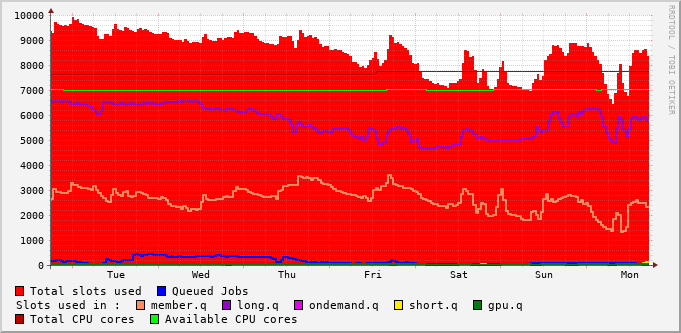 10000
9000
8000
7000
6000
5000
4000
3000
2000
1000
0
Tue Wed Thu Fri Sat Sun Mon
RRDTOOL / TOBI OETIKER
Total slots used Queued Jobs
Slots used in : member.q long.q ondemand.q short.q gpu.q
Total CPU cores Available CPU cores